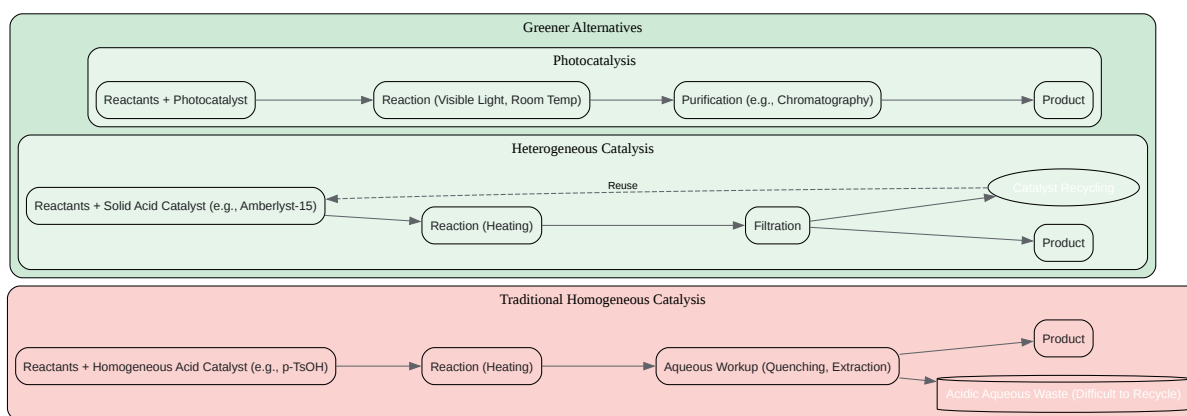 Greener Alternatives
Photocatalysis
Reactants + Photocatalyst
Reaction (Visible Light, Room Temp)
Purification (e.g., Chromatography)
Product
Heterogeneous Catalysis
Reactants + Solid Acid Catalyst (e.g., Amberlyst-15)
Reuse
Catalyst Recycling
Reaction (Heating)
Filtration
Product
Traditional Homogeneous Catalysis
Reactants + Homogeneous Acid Catalyst (e.g., p-TsOH)
Reaction (Heating)
Aqueous Workup (Quenching, Extraction)
Product
Acidic Aqueous Waste (Difficult to Recycle)